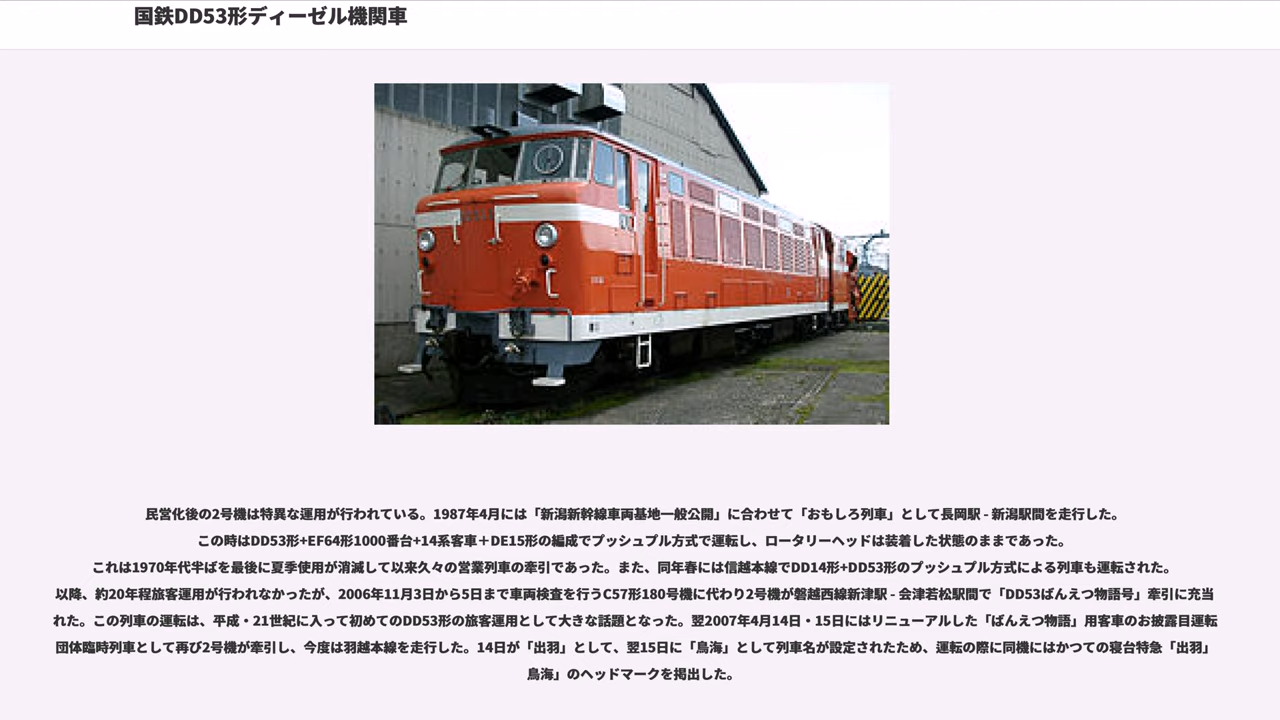 国鉄DD53形ディーゼル機関車
民営化後の2号機は特異な運用が行われている。1987年4月には「新潟新幹線車両基地一般公開」に合わせて「おもしろ列車」として長岡駅 - 新潟駅間を走行した。
この時はDD53形+EF64形1000番台+14系客車＋DE15形の編成でプッシュプル方式で運転し、ロータリーヘッドは装着した状態のままであった。
これは1970年代半ばを最後に夏季使用が消滅して以来久々の営業列車の牽引であった。また、同年春には信越本線でDD14形+DD53形のプッシュプル方式による列車も運転された。
以降、約20年程旅客運用が行われなかったが、2006年11月3日から5日まで車両検査を行うC57形180号機に代わり2号機が磐越西線新津駅 - 会津若松駅間で「DD53ばんえつ物語号」牽引に充当
れた。この列車の運転は、平成・21世紀に入って初めてのDD53形の旅客運用として大きな話題となった。翌2007年4月14日・15日にはリニューアルした「ばんえつ物語」用客車のお披露目運転
団体臨時列車として再び2号機が牽引し、今度は羽越本線を走行した。14日が「出羽」として、翌15日に「鳥海」として列車名が設定されたため、運転の際に同機にはかつての寝台特急「出羽」
鳥海」のヘッドマークを掲出した。